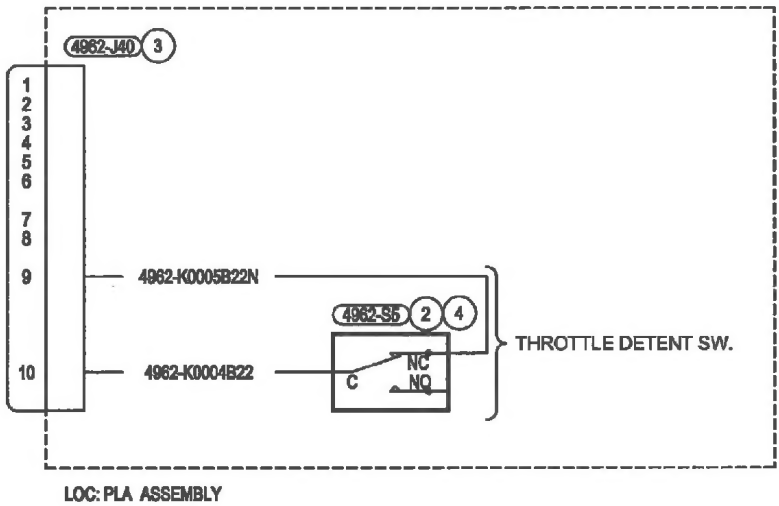 4962-J40 3
1
2
3
4
5
6
7
8
9 4962-K0005B22N
4962-S5 2 4
THROTTLE DETENT SW.
NC
10 4962-K0004B22 C
NO
LOC: PLA ASSEMBLY